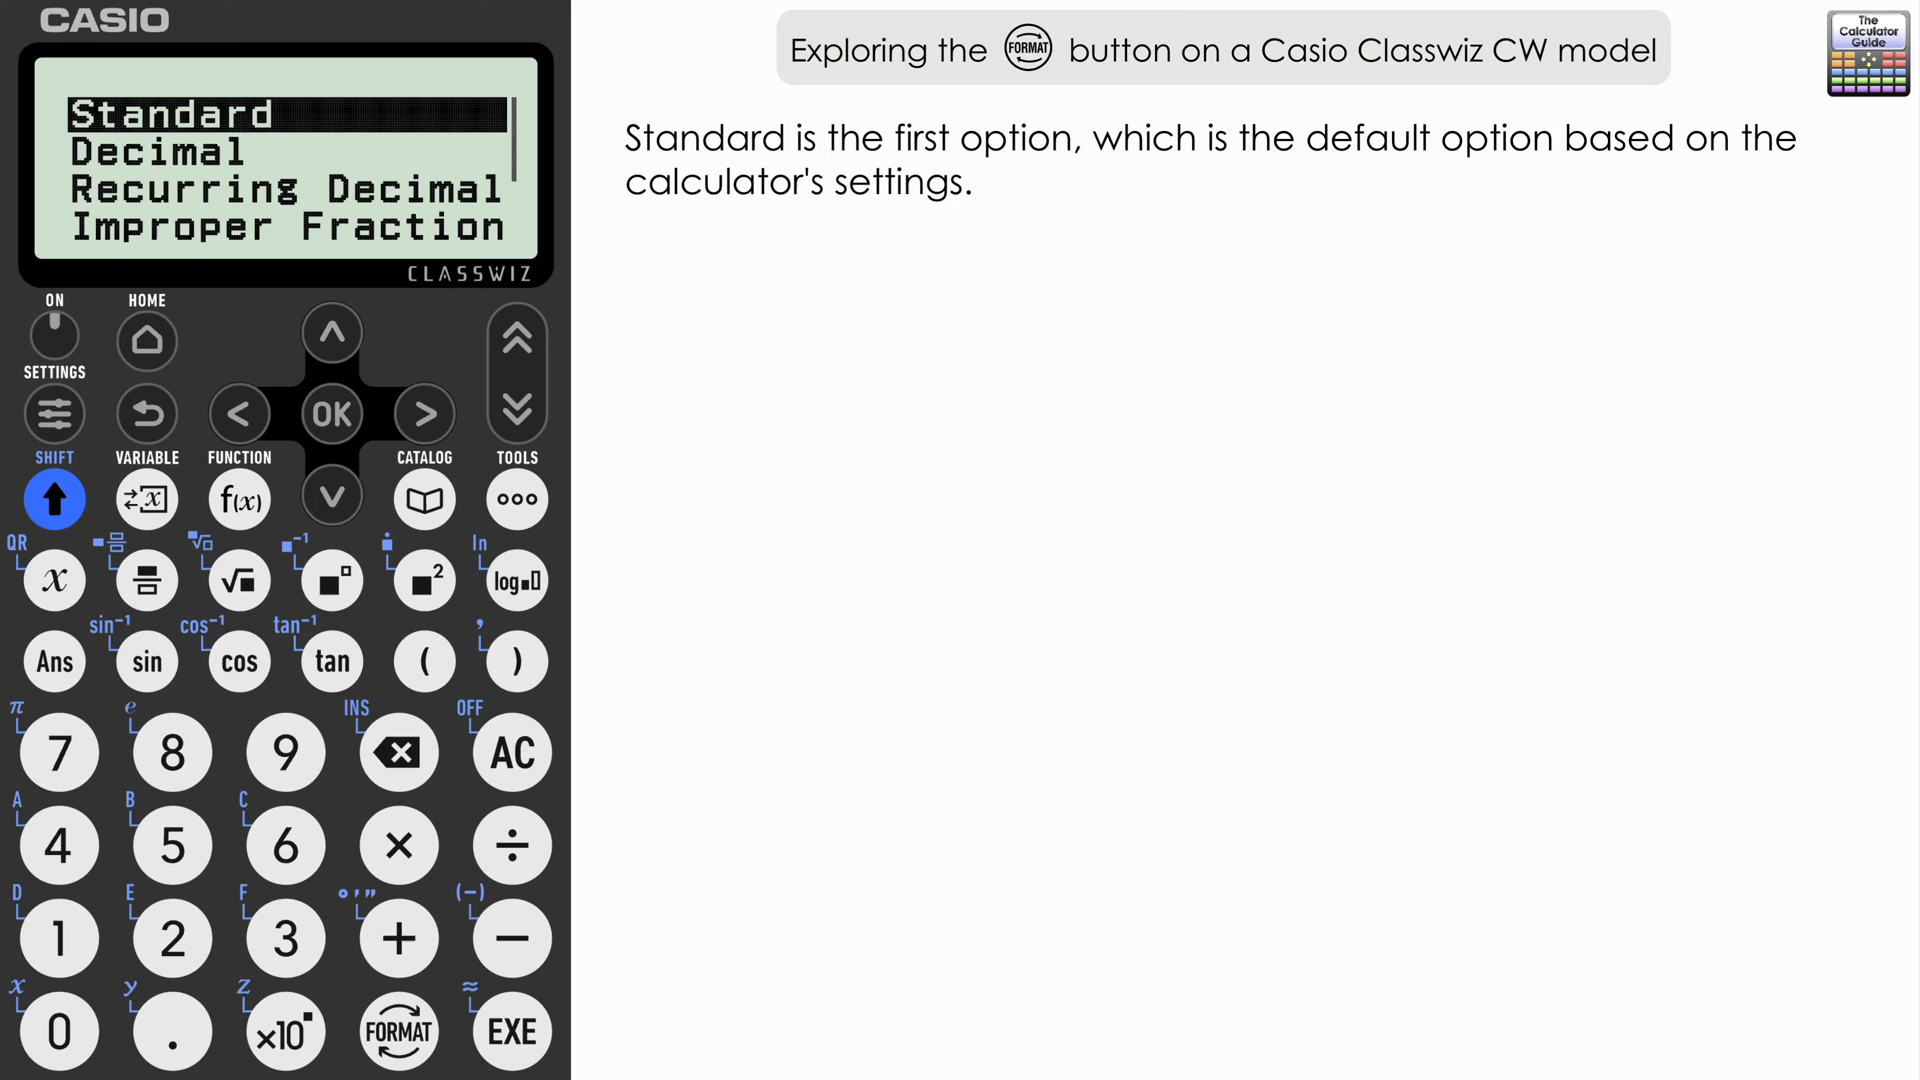 CASIO
Standard
Decimal
Recurring Decimal
Improper Fraction
CLASSWIZ
Exploring the FORMAT button on a Casio Classwiz CW model
The
Calculator
Guide
Standard is the first option, which is the default option based on the
calculator's settings.
ON HOME
SETTINGS
OK
SHIFT VARIABLE FUNCTION CATALOG TOOLS
x f(x)
QR ■⁻¹ ln
x √■ ■² log■▯
sin⁻¹ cos⁻¹ tan⁻¹ ,
Ans sin cos tan ( )
π e INS OFF
7 8 9 AC
A B C
4 5 6 × ÷
D E F ° ′ ″ (−)
1 2 3 + −
x y z ≈
0 . ×10■ FORMAT EXE